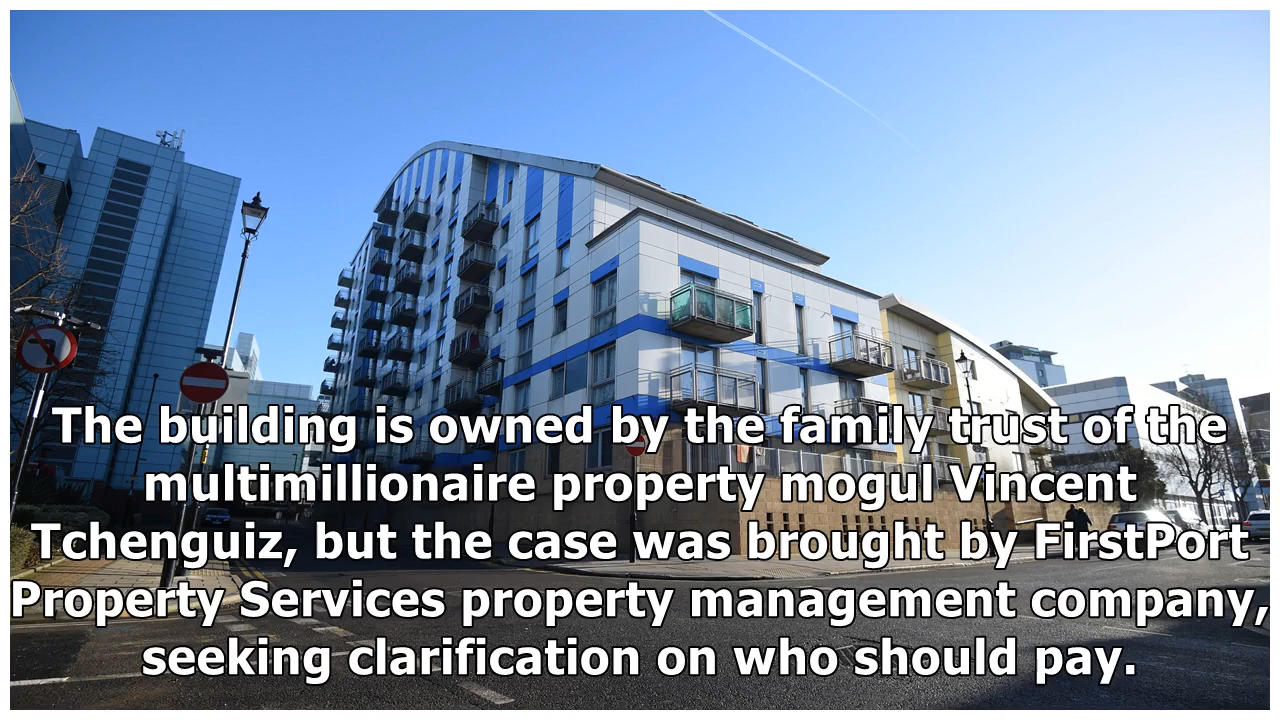 The building is owned by the family trust of the
multimillionaire property mogul Vincent
Tchenguiz, but the case was brought by FirstPort
Property Services property management company,
seeking clarification on who should pay.